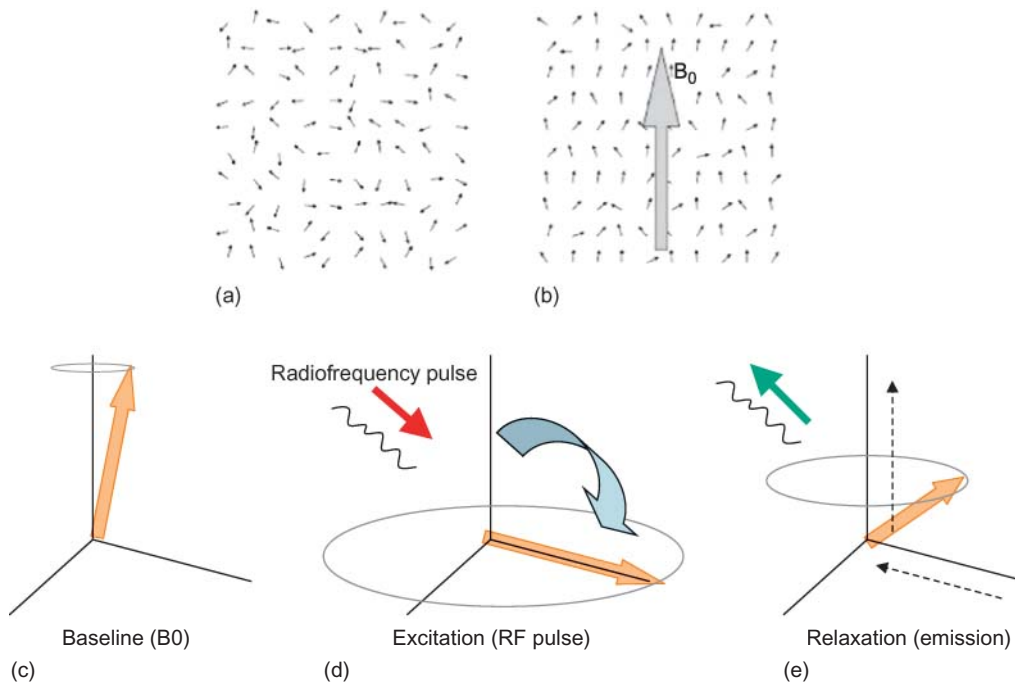 B0
(a)
(b)
Radiofrequency pulse
Baseline (B0)
Excitation (RF pulse)
Relaxation (emission)
(c)
(d)
(e)